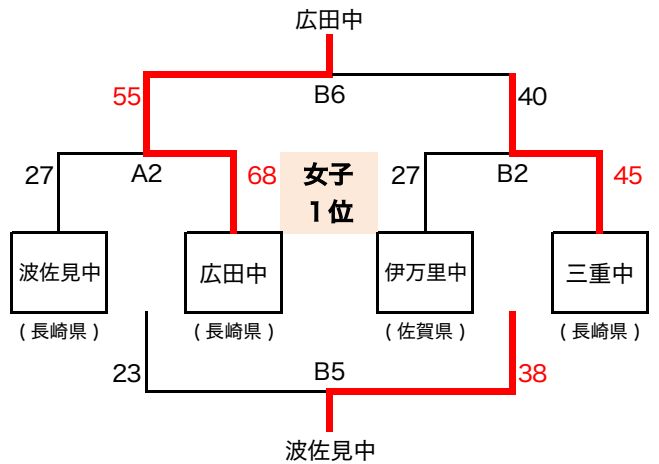 広田中
55
B6
40
27
A2
68
女子
1位
27
B2
45
波佐見中
広田中
伊万里中
三重中
(長崎県)
(長崎県)
(佐賀県)
(長崎県)
23
B5
38
波佐見中